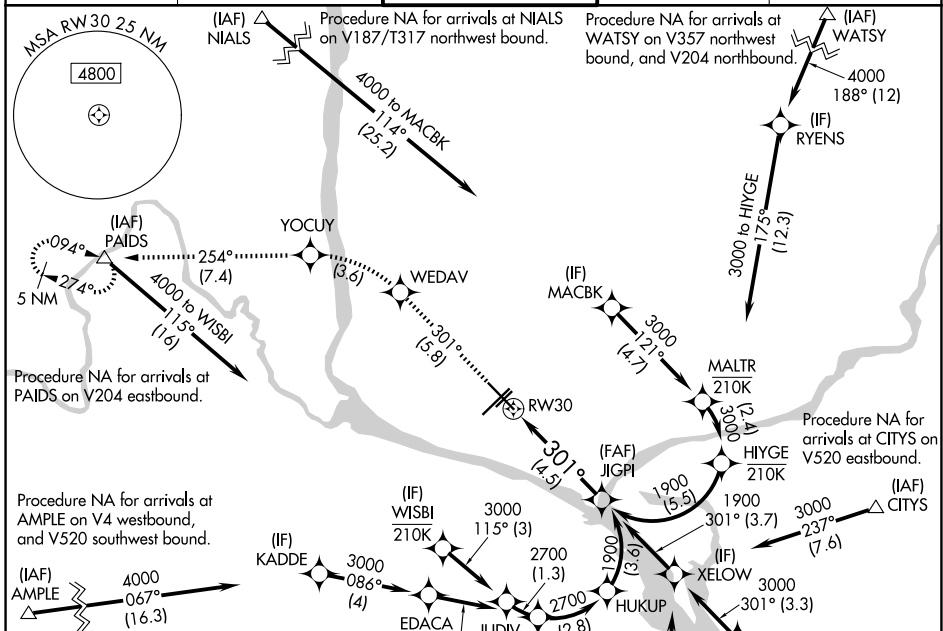 MSA RW30 25 NM
4800
(IAF)
NIALS
Procedure NA for arrivals at NIALS
on V187/T317 northwest bound.
4000 to MACBK
114°
(25.2)
Procedure NA for arrivals at
WATSY on V357 northwest
bound, and V204 northbound.
(IAF)
WATSY
4000
188° (12)
(IF)
RYENS
3000 to HIYGE
175°
(12.3)
(IAF)
PAIDS
094°
274°
5 NM
254°
(7.4)
YOCUY
(3.6)
WEDAV
4000 to WISBI
115°
(16)
301°
(5.8)
Procedure NA for arrivals at
PAIDS on V204 eastbound.
(IF)
MACBK
3000
121°
(4.7)
MALTR
210K
3000
(2.4)
RW30
301°
(4.5)
(FAF)
JIGPI
HIYGE
210K
Procedure NA for
arrivals at CITYS on
V520 eastbound.
1900
(5.5)
1900
301° (3.7)
(IAF)
CITYS
3000
237°
(7.6)
Procedure NA for arrivals at
AMPLE on V4 westbound,
and V520 southwest bound.
(IF)
WISBI
210K
3000
115° (3)
(IF)
KADDE
3000
086°
(4)
2700
(1.3)
1900
(3.6)
(IF)
XELOW
3000
301° (3.3)
(IAF)
AMPLE
4000
067°
(16.3)
EDACA
JUDIV
2700
(2.8)
HUKUP